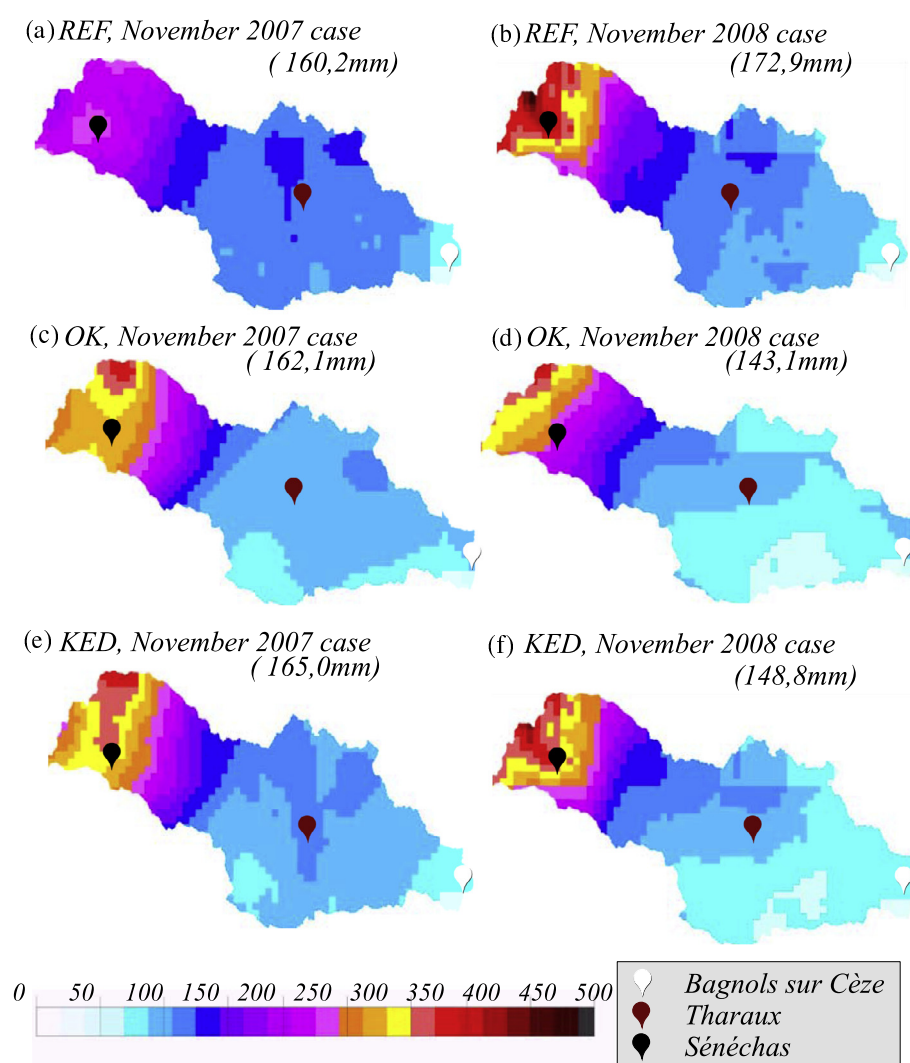 (a) REF, November 2007 case
( 160,2mm)
(b) REF, November 2008 case
(172,9mm)
(c) OK, November 2007 case
( 162,1mm)
(d) OK, November 2008 case
(143,1mm)
(e) KED, November 2007 case
( 165,0mm)
(f) KED, November 2008 case
(148,8mm)
0 50 100 150 200 250 300 350 400 450 500
Bagnols sur Cèze
Tharaux
Sénéchas